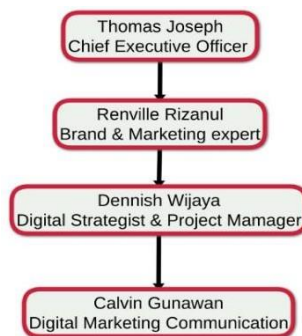 Thomas Joseph
Chief Executive Officer
Renville Rizanul
Brand & Marketing expert
Dennish Wijaya
Digital Strategist & Project Mamager
Calvin Gunawan
Digital Marketing Communication